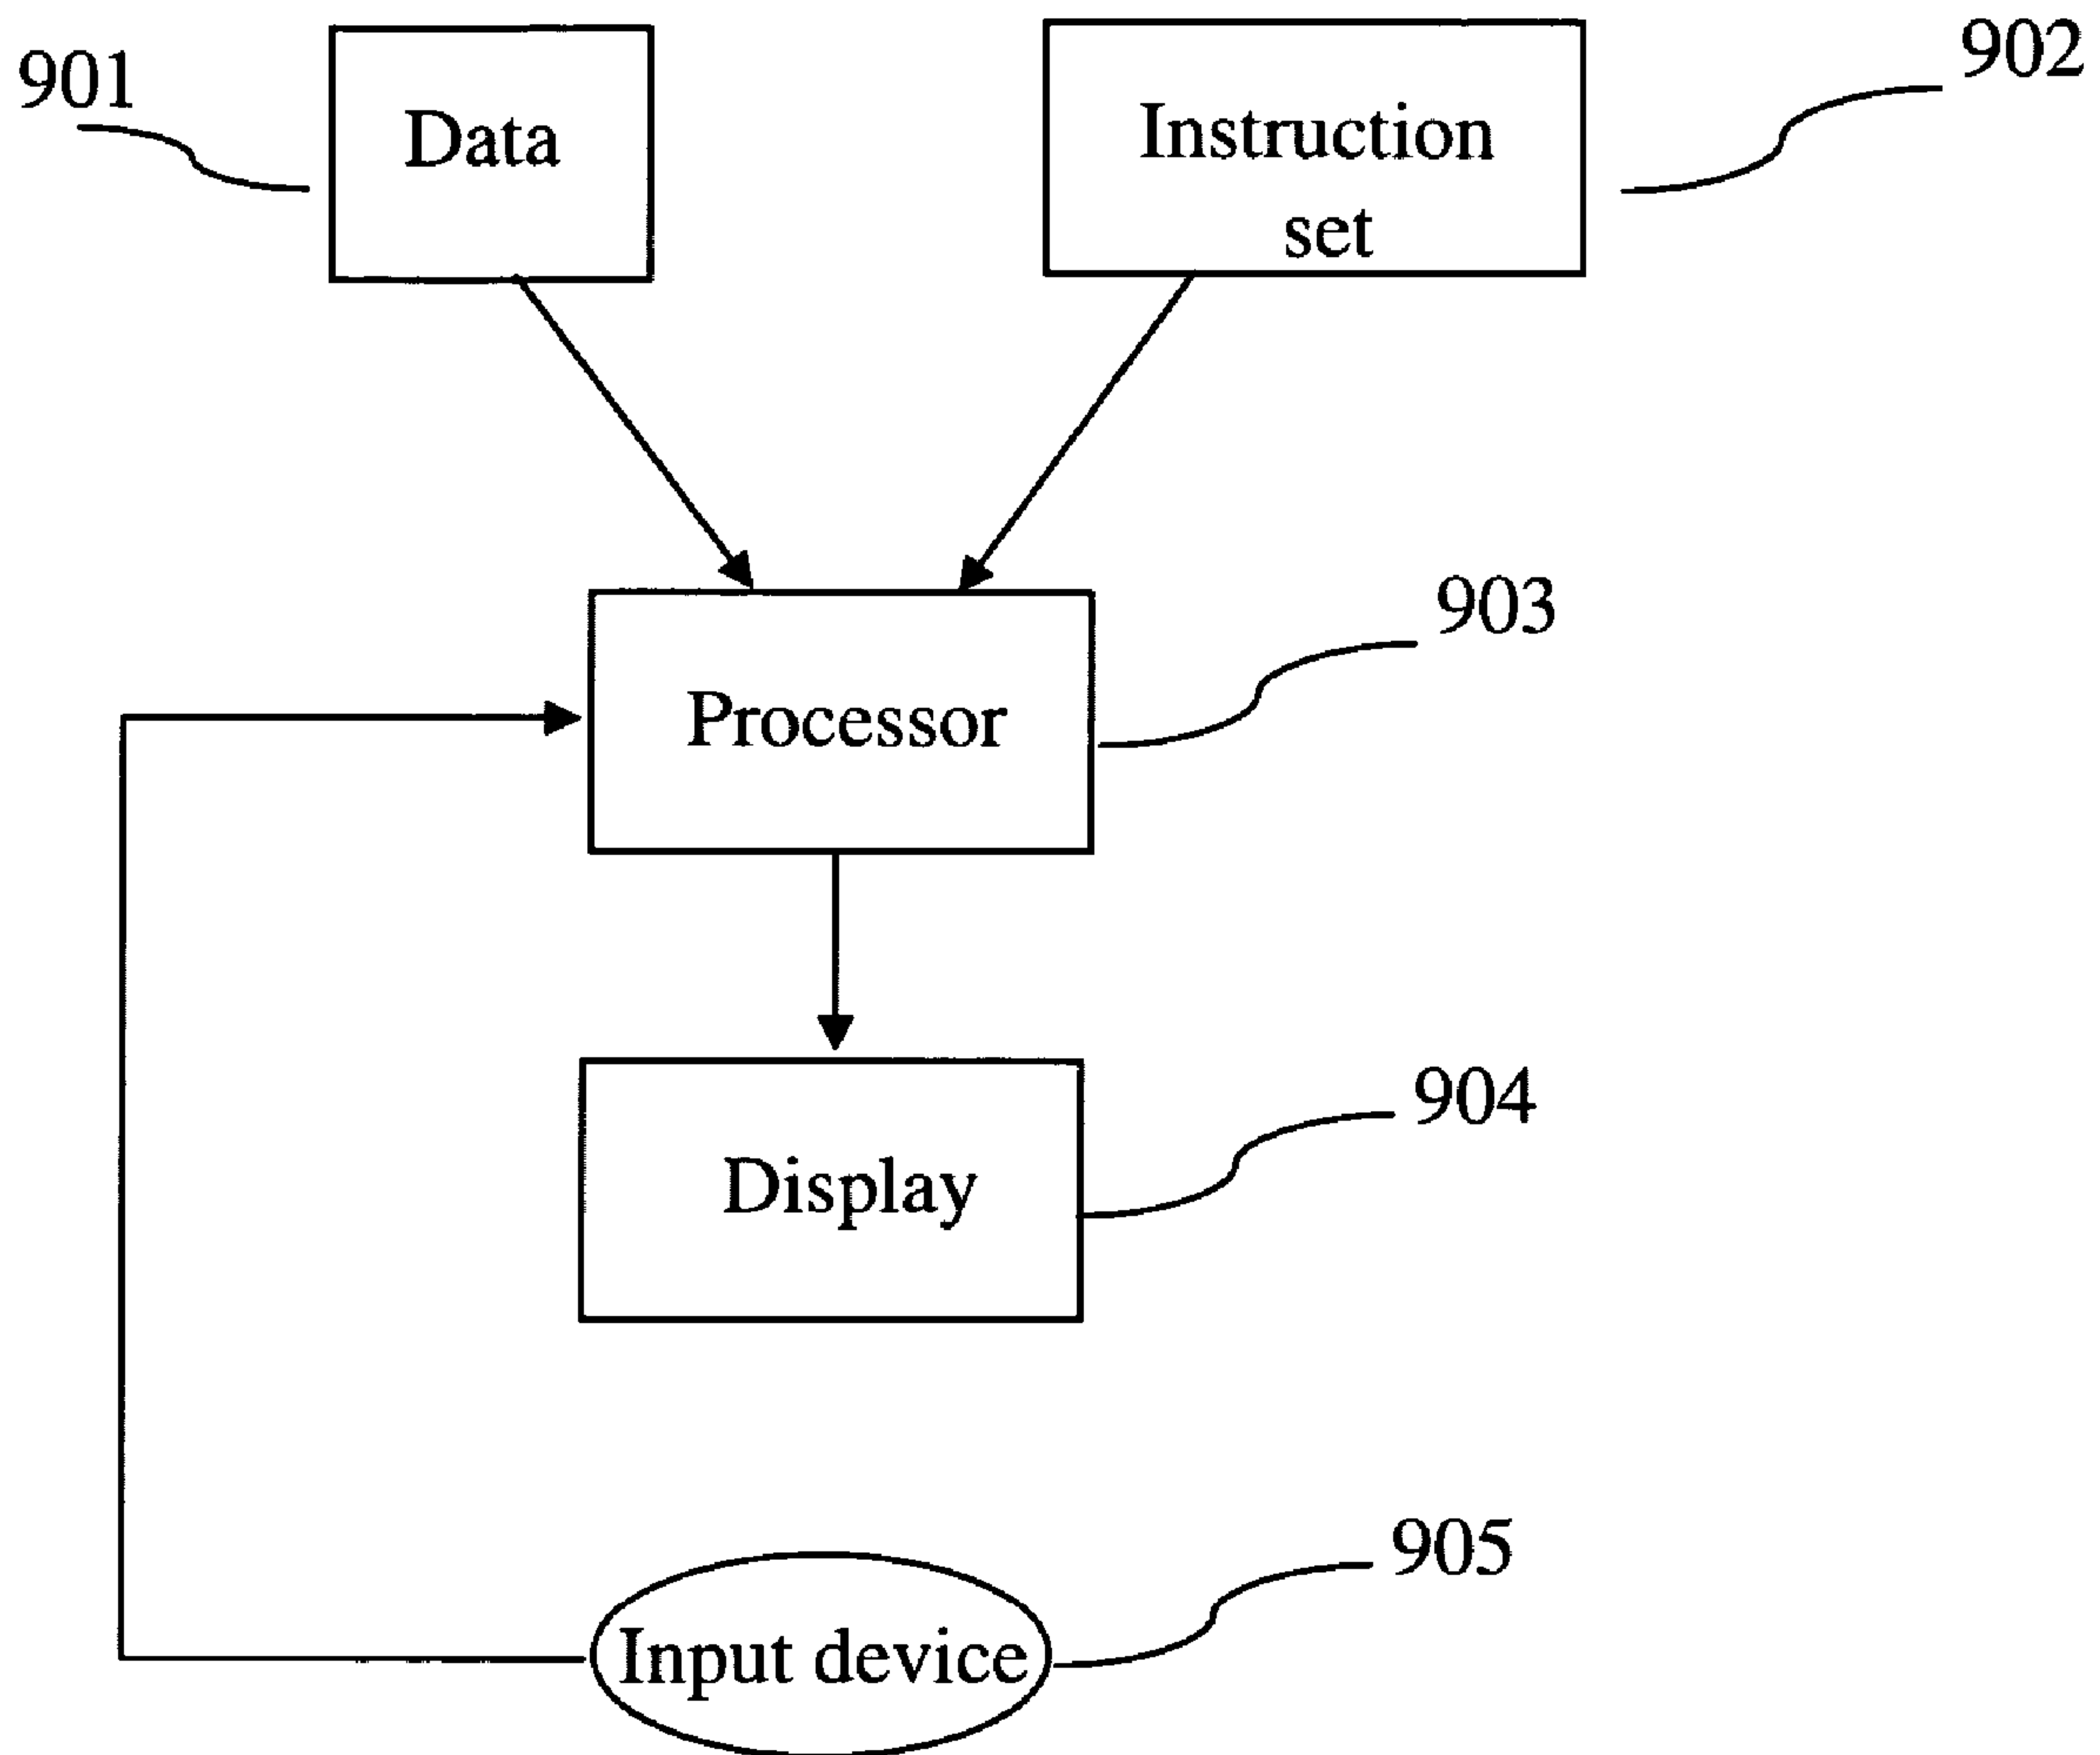 901
Data
Instruction
set
902
Processor
903
Display
904
Input device
905